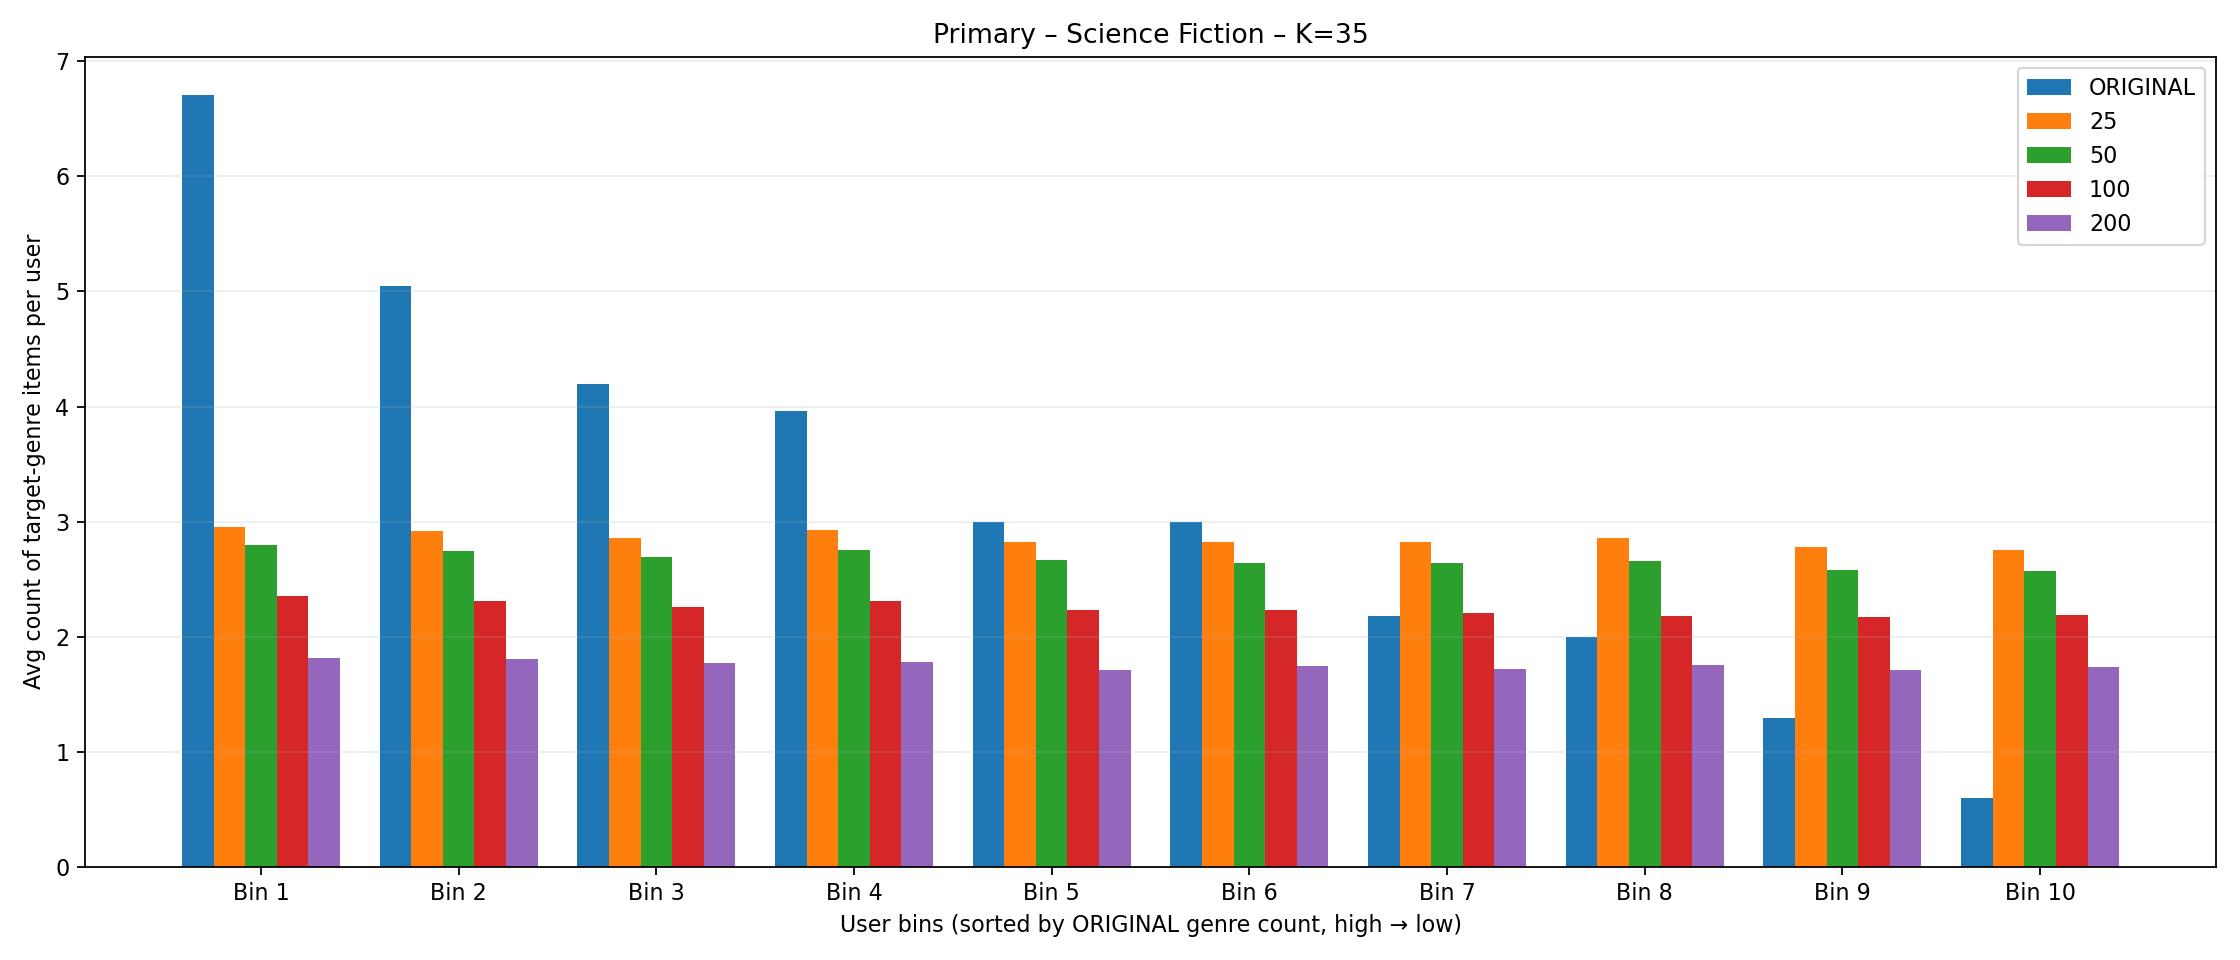 Primary – Science Fiction – K=35
7
6
5
4
3
2
1
0
Avg count of target-genre items per user
ORIGINAL
25
50
100
200
Bin 1
Bin 2
Bin 3
Bin 4
Bin 5
Bin 6
Bin 7
Bin 8
Bin 9
Bin 10
User bins (sorted by ORIGINAL genre count, high → low)